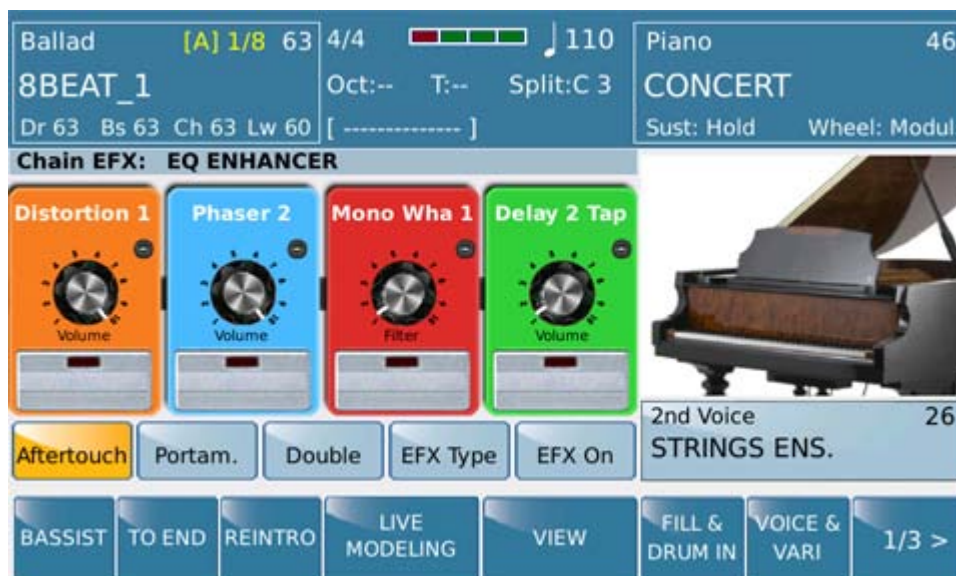 Ballad [A] 1/8 63
8BEAT_1
Dr 63 Bs 63 Ch 63 Lw 60
4/4 110
Oct:-- T:-- Split:C 3
[ -------------- ]
Piano 46
CONCERT
Sust: Hold Wheel: Modul
Chain EFX: EQ ENHANCER
Distortion 1
Volume
Phaser 2
Volume
Mono Wha 1
Filter
Delay 2 Tap
Volume
2nd Voice 26
STRINGS ENS.
Aftertouch
Portam.
Double
EFX Type
EFX On
BASSIST
TO END
REINTRO
LIVE
MODELING
VIEW
FILL &
DRUM IN
VOICE &
VARI
1/3 >